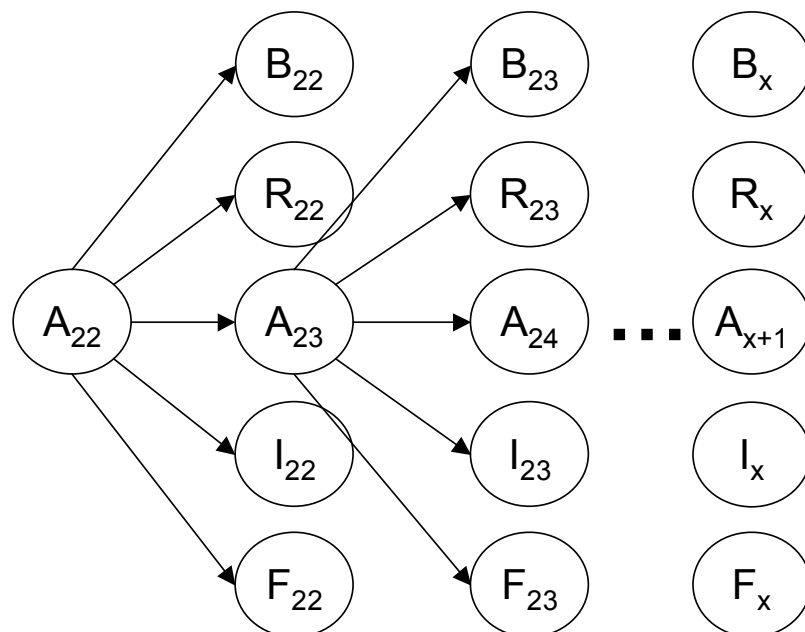 B₂₂ B₂₃ Bₓ
R₂₂ R₂₃ Rₓ
A₂₂ A₂₃ A₂₄ ... Aₓ₊₁
I₂₂ I₂₃ Iₓ
F₂₂ F₂₃ Fₓ